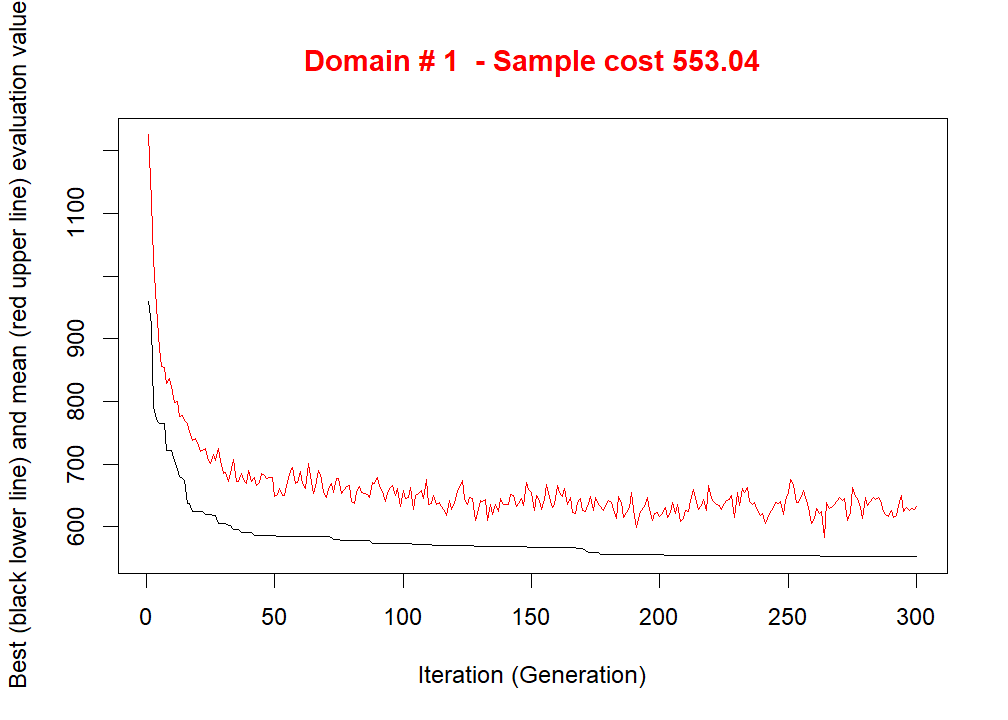 Domain # 1  - Sample cost 553.04
Best (black lower line) and mean (red upper line) evaluation value
1100
900
800
700
600
0 50 100 150 200 250 300
Iteration (Generation)